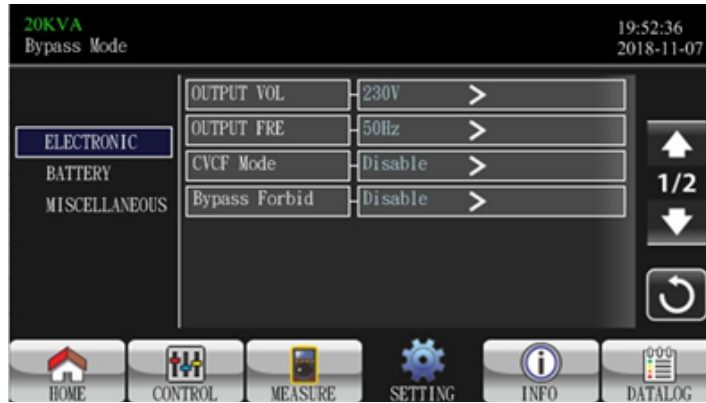 20KVA
Bypass Mode
19:52:36
2018-11-07
ELECTRONIC
BATTERY
MISCELLANEOUS
OUTPUT VOL 230V >
OUTPUT FRE 50Hz >
CVCF Mode Disable >
Bypass Forbid Disable >
1/2
HOME CONTROL MEASURE SETTING INFO DATALOG